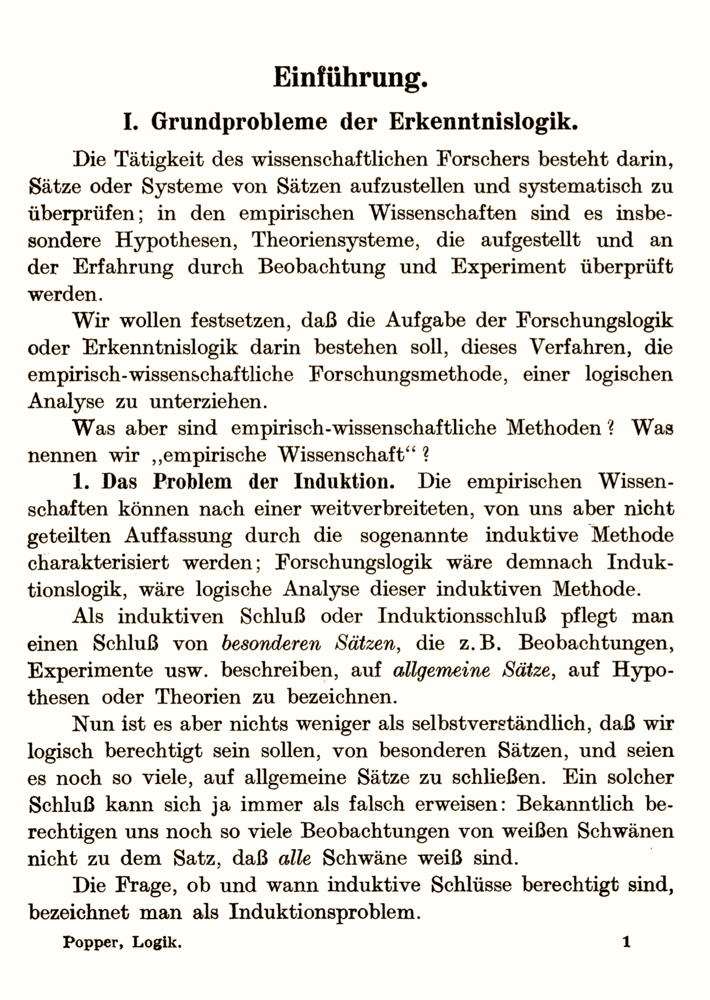 Einführung.
I. Grundprobleme der Erkenntnislogik.
Die Tätigkeit des wissenschaftlichen Forschers besteht darin,
Sätze oder Systeme von Sätzen aufzustellen und systematisch zu
überprüfen; in den empirischen Wissenschaften sind es insbe-
sondere Hypothesen, Theoriensysteme, die aufgestellt und an
der Erfahrung durch Beobachtung und Experiment überprüft
werden.
Wir wollen festsetzen, daß die Aufgabe der Forschungslogik
oder Erkenntnislogik darin bestehen soll, dieses Verfahren, die
empirisch-wissenschaftliche Forschungsmethode, einer logischen
Analyse zu unterziehen.
Was aber sind empirisch-wissenschaftliche Methoden? Was
nennen wir ,,empirische Wissenschaft“?
1. Das Problem der Induktion. Die empirischen Wissen-
schaften können nach einer weitverbreiteten, von uns aber nicht
geteilten Auffassung durch die sogenannte induktive Methode
charakterisiert werden; Forschungslogik wäre demnach Induk-
tionslogik, wäre logische Analyse dieser induktiven Methode.
Als induktiven Schluß oder Induktionsschluß pflegt man
einen Schluß von besonderen Sätzen, die z. B. Beobachtungen,
Experimente usw. beschreiben, auf allgemeine Sätze, auf Hypo-
thesen oder Theorien zu bezeichnen.
Nun ist es aber nichts weniger als selbstverständlich, daß wir
logisch berechtigt sein sollen, von besonderen Sätzen, und seien
es noch so viele, auf allgemeine Sätze zu schließen. Ein solcher
Schluß kann sich ja immer als falsch erweisen: Bekanntlich be-
rechtigen uns noch so viele Beobachtungen von weißen Schwänen
nicht zu dem Satz, daß alle Schwäne weiß sind.
Die Frage, ob und wann induktive Schlüsse berechtigt sind,
bezeichnet man als Induktionsproblem.
Popper, Logik. 1